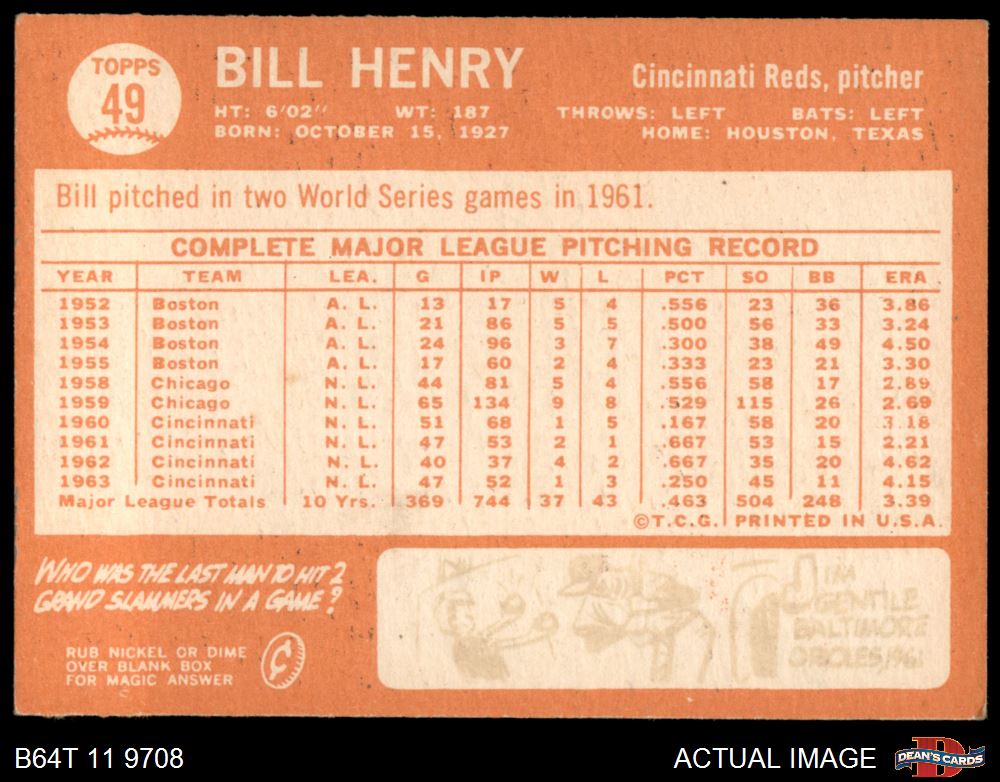 TOPPS
49
BILL HENRY
Cincinnati Reds, pitcher
HT: 6'02" WT: 187 THROWS: LEFT BATS: LEFT
BORN: OCTOBER 15, 1927 HOME: HOUSTON, TEXAS
Bill pitched in two World Series games in 1961.
COMPLETE MAJOR LEAGUE PITCHING RECORD
YEAR TEAM LEA. G IP W L PCT SO BB ERA
1952 Boston A. L. 13 17 5 4 .556 23 36 3.86
1953 Boston A. L. 21 86 5 5 .500 56 33 3.24
1954 Boston A. L. 24 96 3 7 .300 38 49 4.50
1955 Boston A. L. 17 60 2 4 .333 23 21 3.30
1958 Chicago N. L. 44 81 5 4 .556 58 17 2.89
1959 Chicago N. L. 65 134 9 8 .529 115 26 2.69
1960 Cincinnati N. L. 51 68 1 5 .167 58 20 3.18
1961 Cincinnati N. L. 47 53 2 1 .667 53 15 2.21
1962 Cincinnati N. L. 40 37 4 2 .667 35 20 4.62
1963 Cincinnati N. L. 47 52 1 3 .250 45 11 4.15
Major League Totals 10 Yrs. 369 744 37 43 .463 504 248 3.39
©T.C.G. PRINTED IN U.S.A.
WHO WAS THE LAST MAN TO HIT 2
GRAND SLAMMERS IN A GAME?
RUB NICKEL OR DIME
OVER BLANK BOX
FOR MAGIC ANSWER
JIM
GENTILE
BALTIMORE
ORIOLES, 1961
B64T 11 9708
ACTUAL IMAGE
DEAN'S CARDS